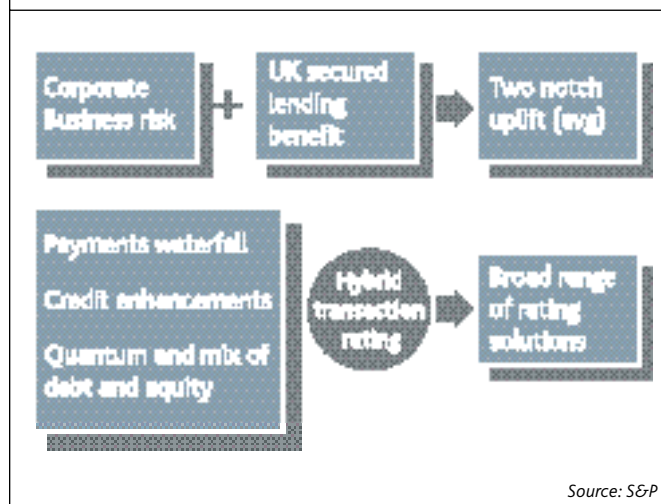 Corporate
Business risk
+
UK secured
lending
benefit
Two notch
uplift (avg)
Payments waterfall
Credit enhancements
Quantum and mix of
debt and equity
Hybrid
transaction
rating
Broad range
of rating
solutions
Source: S&P